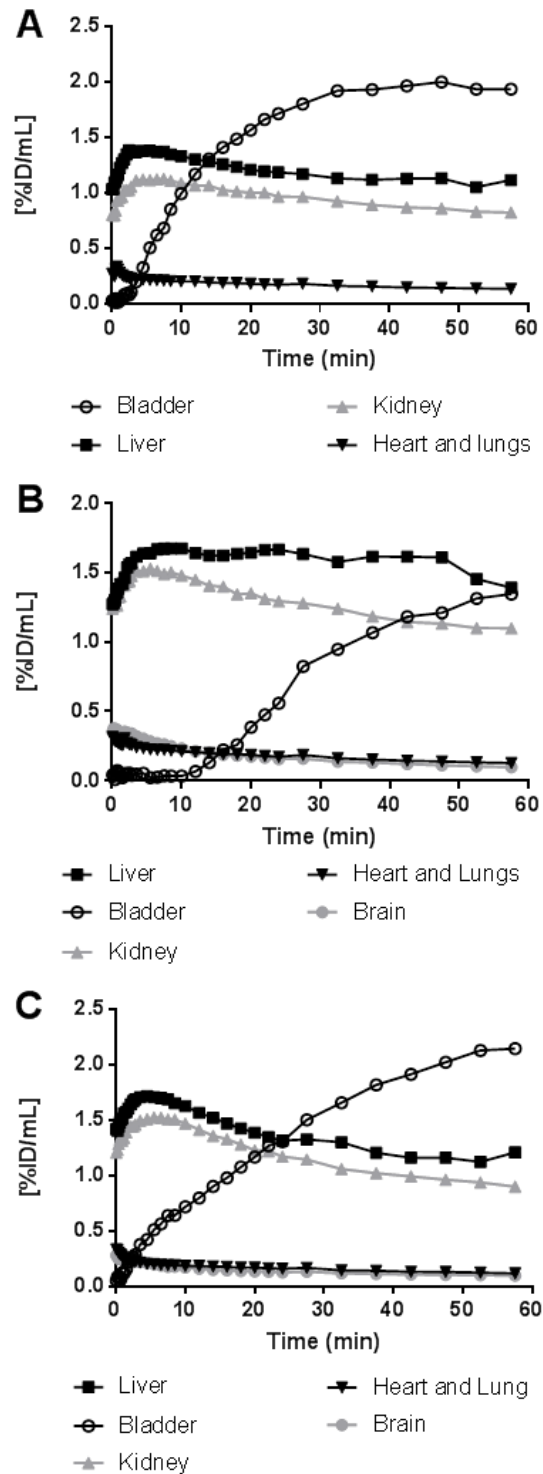 A
[%ID/mL]
2.5
2.0
1.5
1.0
0.5
0.0
0 10 20 30 40 50 60
Time (min)
Bladder Kidney
Liver Heart and lungs
B
[%ID/mL]
2.0
1.5
1.0
0.5
0.0
0 10 20 30 40 50 60
Time (min)
Liver Heart and Lungs
Bladder Brain
Kidney
C
[%ID/mL]
2.5
2.0
1.5
1.0
0.5
0.0
0 10 20 30 40 50 60
Time (min)
Liver Heart and Lung
Bladder Brain
Kidney